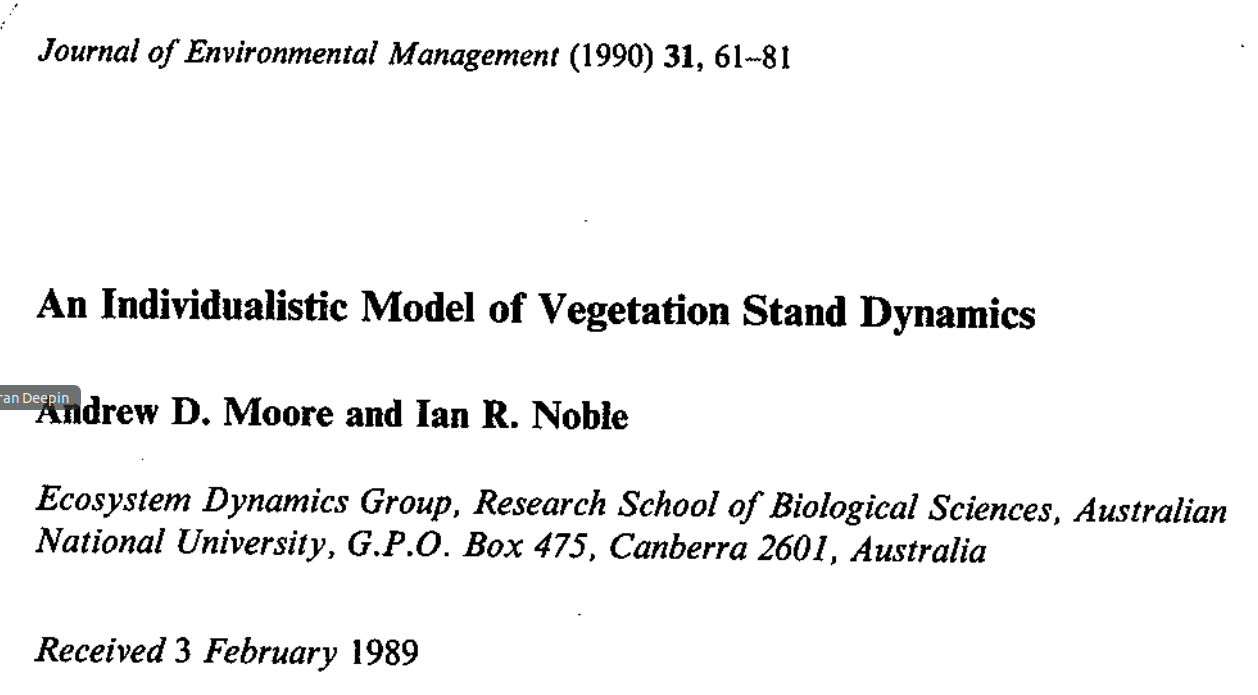 Journal of Environmental Management (1990) 31, 61–81
An Individualistic Model of Vegetation Stand Dynamics
ran Deepin
Andrew D. Moore and Ian R. Noble
Ecosystem Dynamics Group, Research School of Biological Sciences, Australian
National University, G.P.O. Box 475, Canberra 2601, Australia
Received 3 February 1989